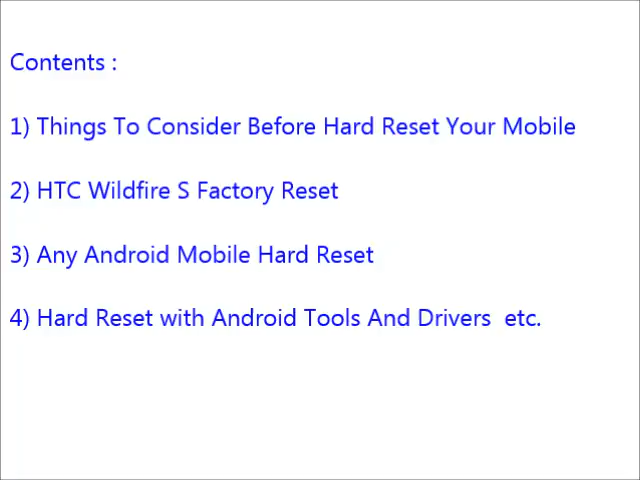 Contents :
1) Things To Consider Before Hard Reset Your Mobile
2) HTC Wildfire S Factory Reset
3) Any Android Mobile Hard Reset
4) Hard Reset with Android Tools And Drivers  etc.